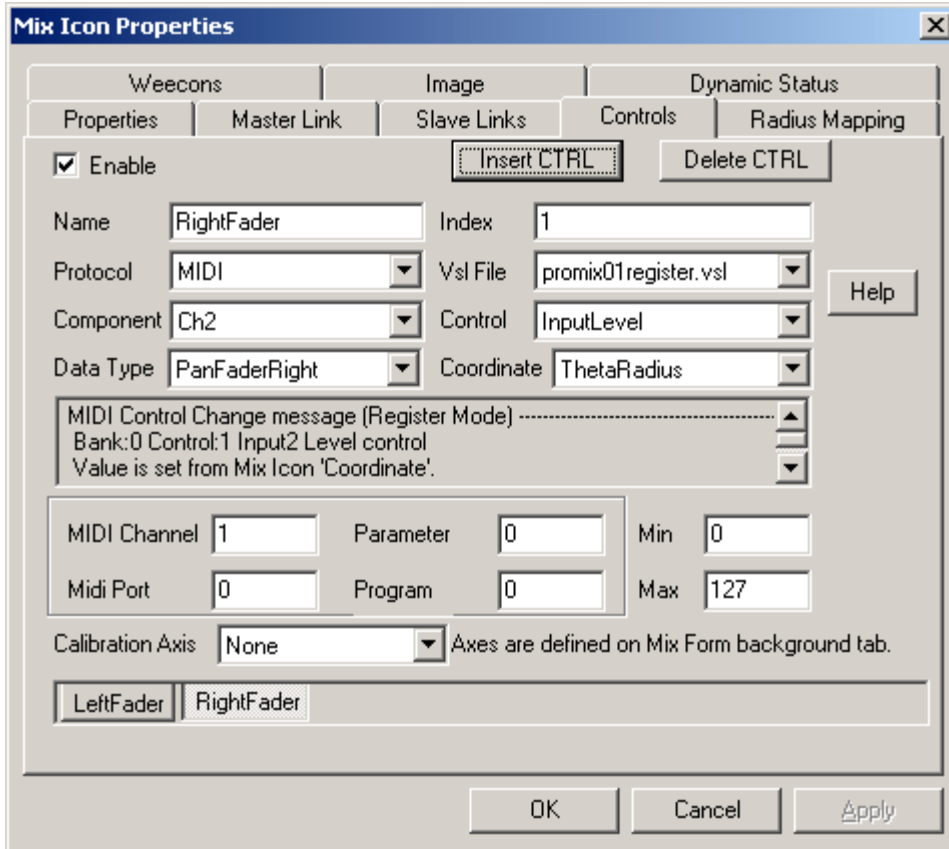 Mix Icon Properties
Weecons Image Dynamic Status
Properties Master Link Slave Links Controls Radius Mapping
Enable Insert CTRL Delete CTRL
Name RightFader Index 1
Protocol MIDI Vsl File promix01register.vsl
Help
Component Ch2 Control InputLevel
Data Type PanFaderRight Coordinate ThetaRadius
MIDI Control Change message (Register Mode) --------------------------------------------------
Bank:0 Control:1 Input2 Level control
Value is set from Mix Icon 'Coordinate'.
MIDI Channel 1 Parameter 0 Min 0
Midi Port 0 Program 0 Max 127
Calibration Axis None Axes are defined on Mix Form background tab.
LeftFader RightFader
OK Cancel Apply